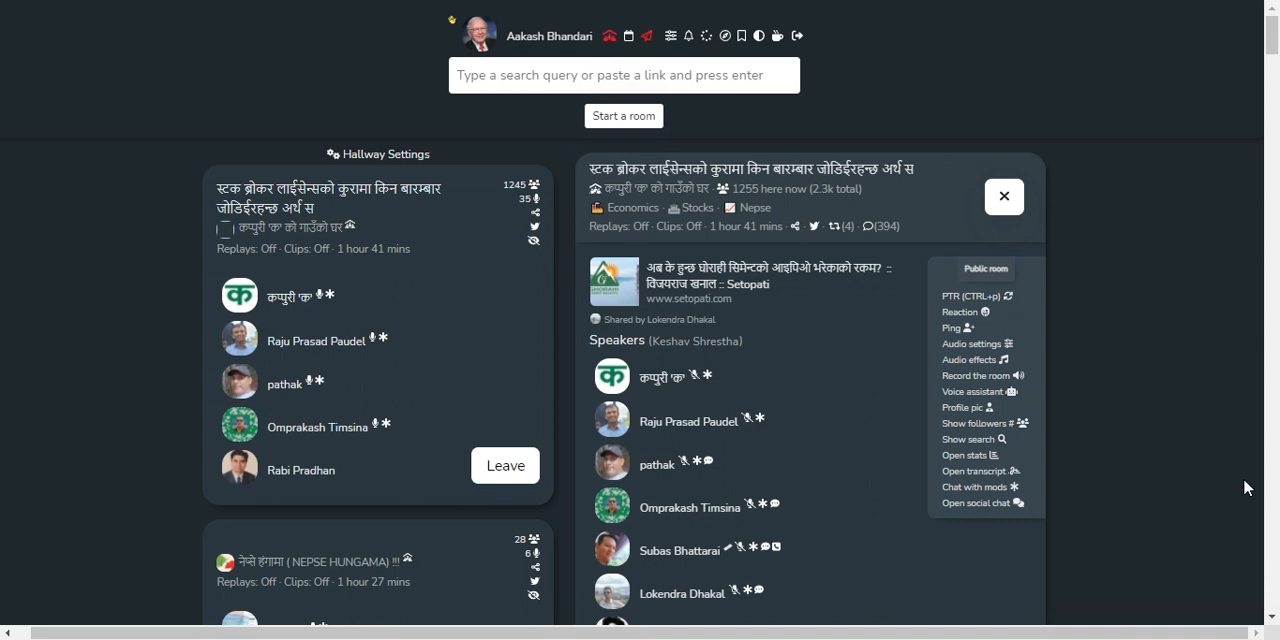 Aakash Bhandari
Type a search query or paste a link and press enter
Start a room
Hallway Settings
स्टक ब्रोकर लाईसेन्सको कुरामा किन बारम्बार
जोडिईरहन्छ अर्थ स
1245
35
कप्पुरी 'क' को गाउँको घर
Replays: Off · Clips: Off · 1 hour 41 mins
क
कप्पुरी 'क'
Raju Prasad Paudel
pathak
Omprakash Timsina
Rabi Pradhan
Leave
28
6
नेप्से हंगामा ( NEPSE HUNGAMA) !!!
Replays: Off · Clips: Off · 1 hour 27 mins
स्टक ब्रोकर लाईसेन्सको कुरामा किन बारम्बार जोडिईरहन्छ अर्थ स
कप्पुरी 'क' को गाउँको घर · 1255 here now (2.3k total)
Economics · Stocks · Nepse
Replays: Off · Clips: Off · 1 hour 41 mins · · · (4) · (394)
अब के हुन्छ घोराही सिमेन्टको आइपिओ भरेकाको रकम? ::
विजयराज खनाल :: Setopati
www.setopati.com
Shared by Lokendra Dhakal
Speakers (Keshav Shrestha)
क
कप्पुरी 'क'
Raju Prasad Paudel
pathak
Omprakash Timsina
Subas Bhattarai
Lokendra Dhakal
Public room
PTR (CTRL+p)
Reaction
Ping
Audio settings
Audio effects
Record the room
Voice assistant
Profile pic
Show followers #
Show search
Open stats
Open transcript
Chat with mods
Open social chat